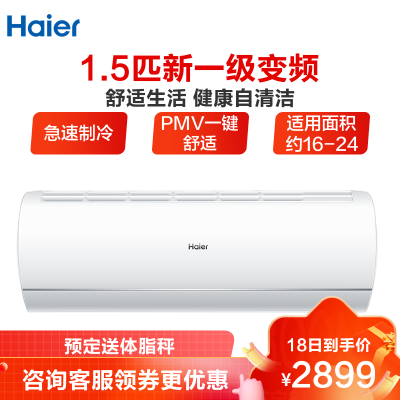 Haier
1.5匹新一级变频
舒适生活 健康自清洁
急速制冷
PMV一键
舒适
适用面积
约16-24
Haier
预定送体脂秤
咨询客服领券更优惠
18日到手价
¥2899